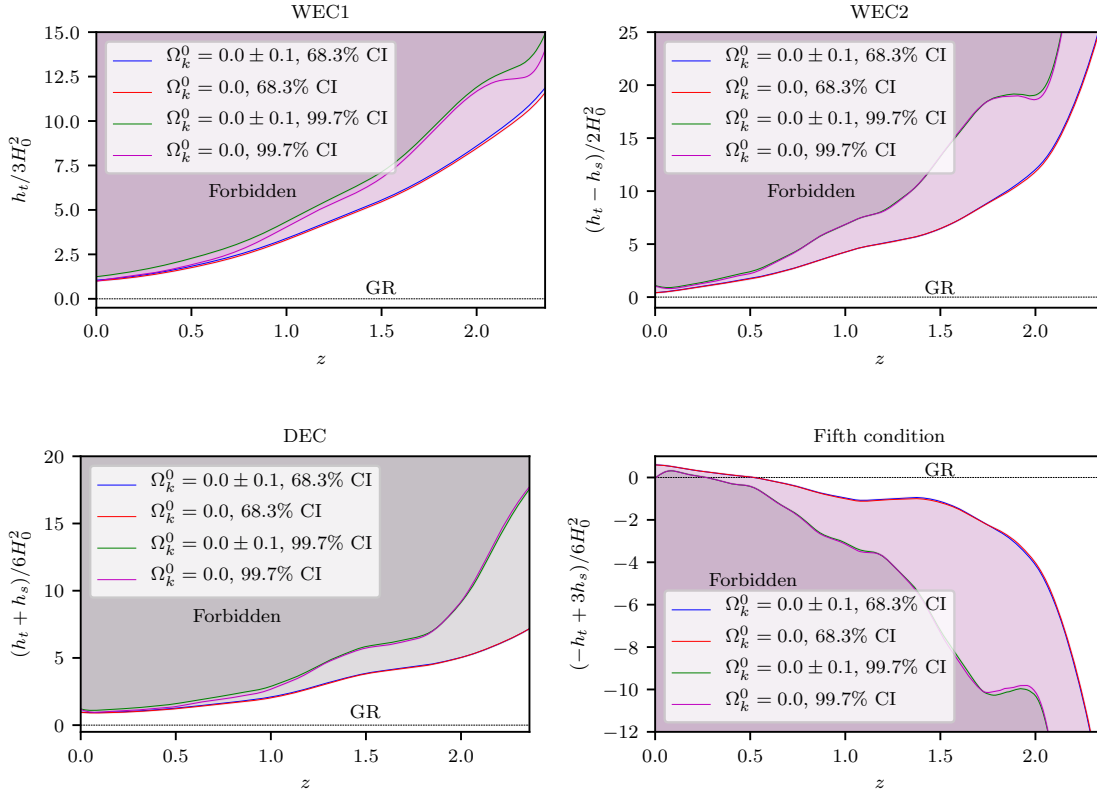 WEC1
15.0
12.5
10.0
7.5
5.0
2.5
0.0
h_t/3H_0^2
Ω_k^0 = 0.0 ± 0.1, 68.3% CI
Ω_k^0 = 0.0, 68.3% CI
Ω_k^0 = 0.0 ± 0.1, 99.7% CI
Ω_k^0 = 0.0, 99.7% CI
Forbidden
GR
0.0 0.5 1.0 1.5 2.0
z
WEC2
25
20
15
10
5
0
(h_t − h_s)/2H_0^2
Ω_k^0 = 0.0 ± 0.1, 68.3% CI
Ω_k^0 = 0.0, 68.3% CI
Ω_k^0 = 0.0 ± 0.1, 99.7% CI
Ω_k^0 = 0.0, 99.7% CI
Forbidden
GR
0.0 0.5 1.0 1.5 2.0
z
DEC
20
15
10
5
0
(h_t + h_s)/6H_0^2
Ω_k^0 = 0.0 ± 0.1, 68.3% CI
Ω_k^0 = 0.0, 68.3% CI
Ω_k^0 = 0.0 ± 0.1, 99.7% CI
Ω_k^0 = 0.0, 99.7% CI
Forbidden
GR
0.0 0.5 1.0 1.5 2.0
z
Fifth condition
0
−2
−4
−6
−8
−10
−12
(−h_t + 3h_s)/6H_0^2
GR
Forbidden
Ω_k^0 = 0.0 ± 0.1, 68.3% CI
Ω_k^0 = 0.0, 68.3% CI
Ω_k^0 = 0.0 ± 0.1, 99.7% CI
Ω_k^0 = 0.0, 99.7% CI
0.0 0.5 1.0 1.5 2.0
z